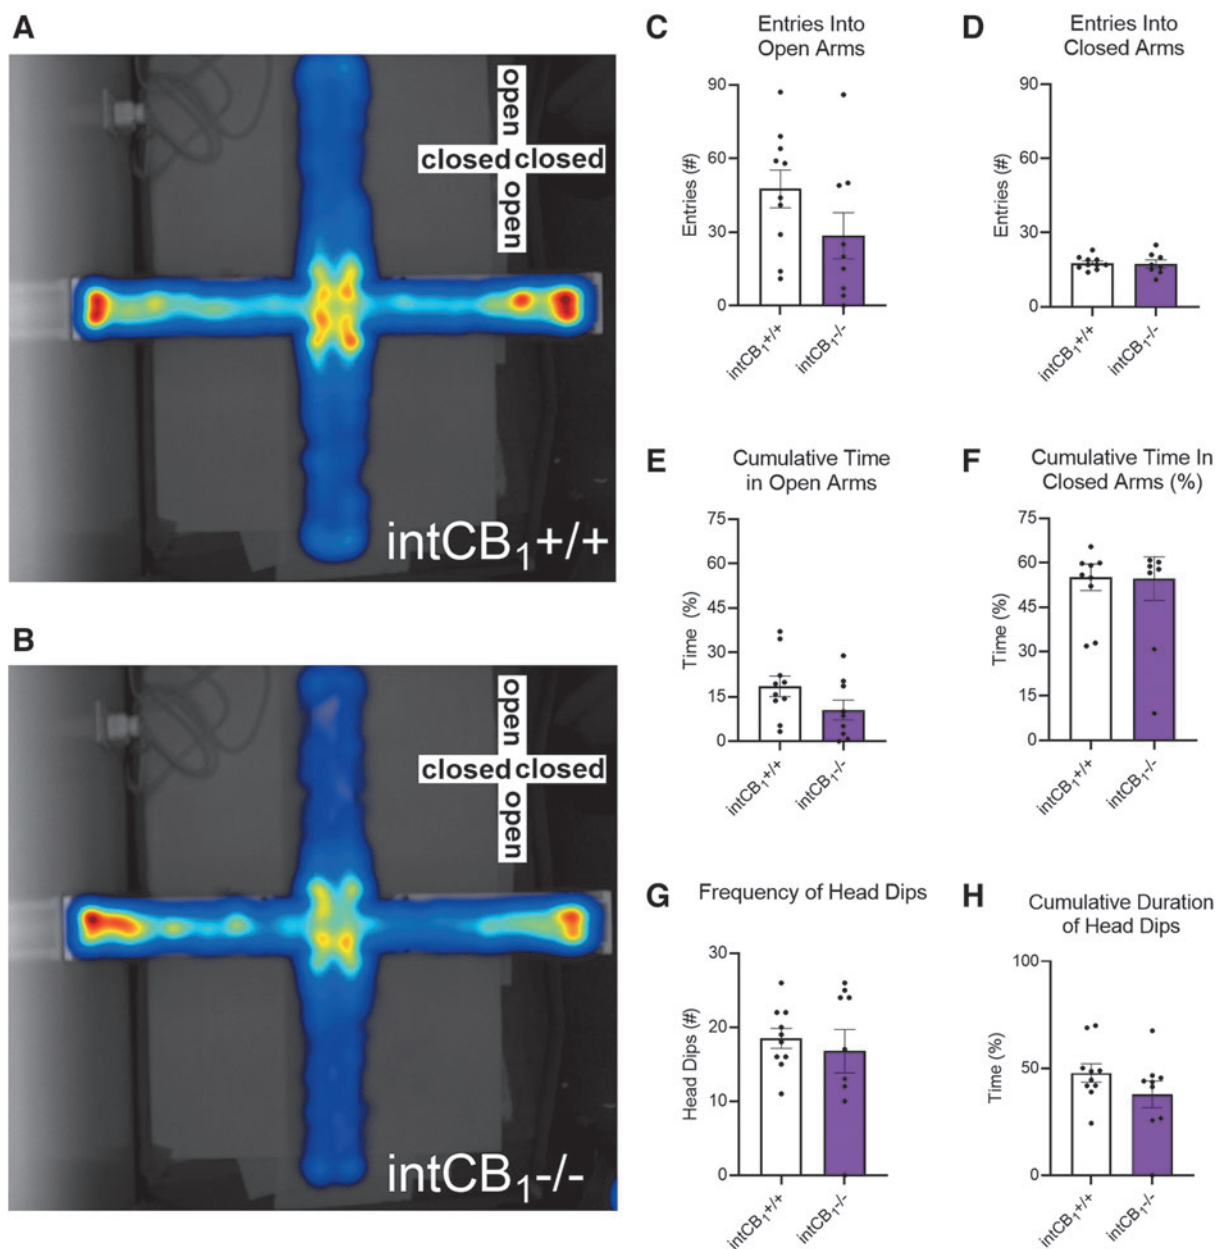 A
open
closed closed
open
intCB1+/+
B
open
closed closed
open
intCB1-/-
C
Entries Into
Open Arms
90
60
30
0
Entries (#)
intCB1+/+
intCB1-/-
D
Entries Into
Closed Arms
90
60
30
0
Entries (#)
intCB1+/+
intCB1-/-
E
Cumulative Time
in Open Arms
75
60
45
30
15
0
Time (%)
intCB1+/+
intCB1-/-
F
Cumulative Time In
Closed Arms (%)
75
60
45
30
15
0
Time (%)
intCB1+/+
intCB1-/-
G
Frequency of Head Dips
30
20
10
0
Head Dips (#)
intCB1+/+
intCB1-/-
H
Cumulative Duration
of Head Dips
100
50
0
Time (%)
intCB1+/+
intCB1-/-